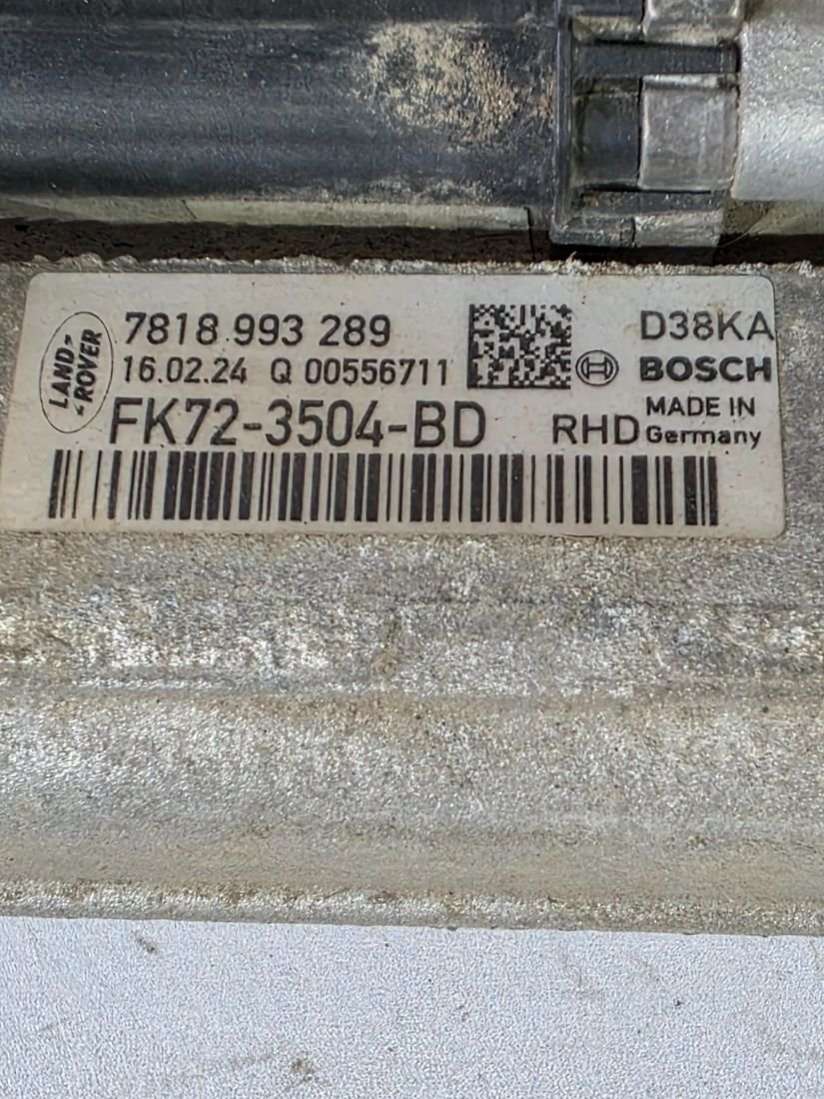 LAND-
-ROVER
7818 993 289
D38KA
16.02.24 Q 00556711
BOSCH
FK72-3504-BD
RHD
MADE IN
Germany